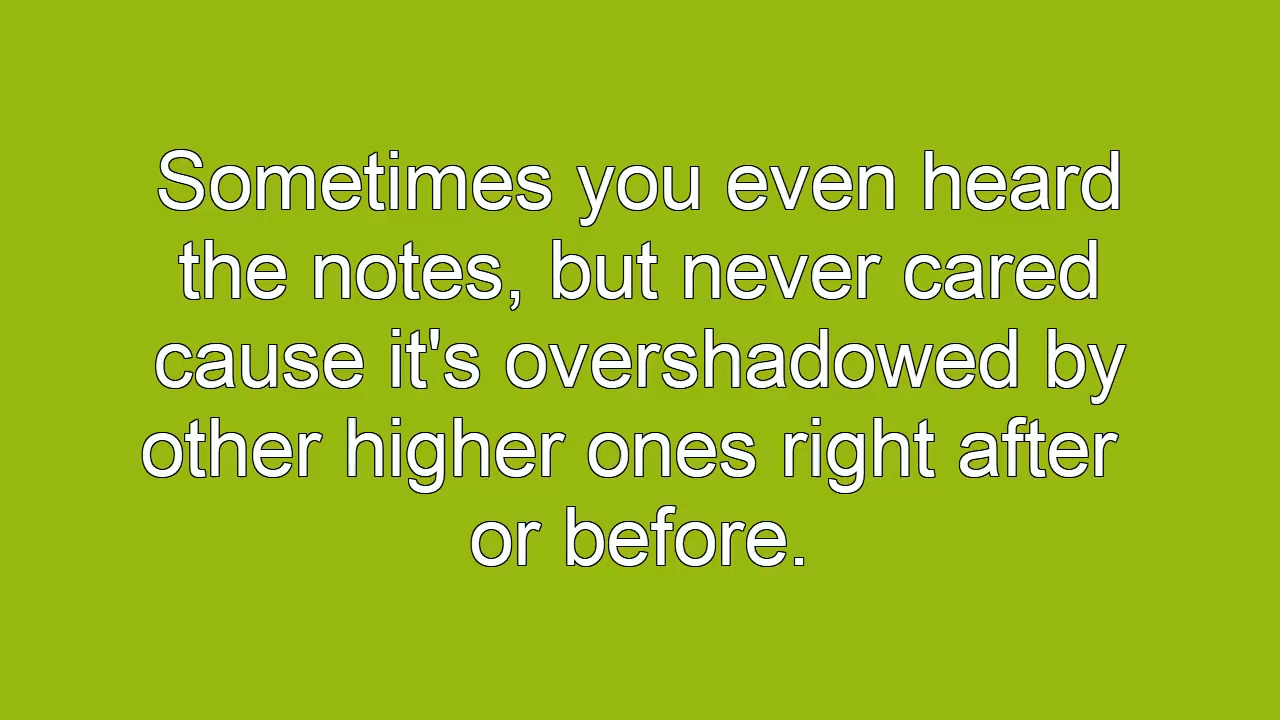 Sometimes you even heard
the notes, but never cared
cause it's overshadowed by
other higher ones right after
or before.